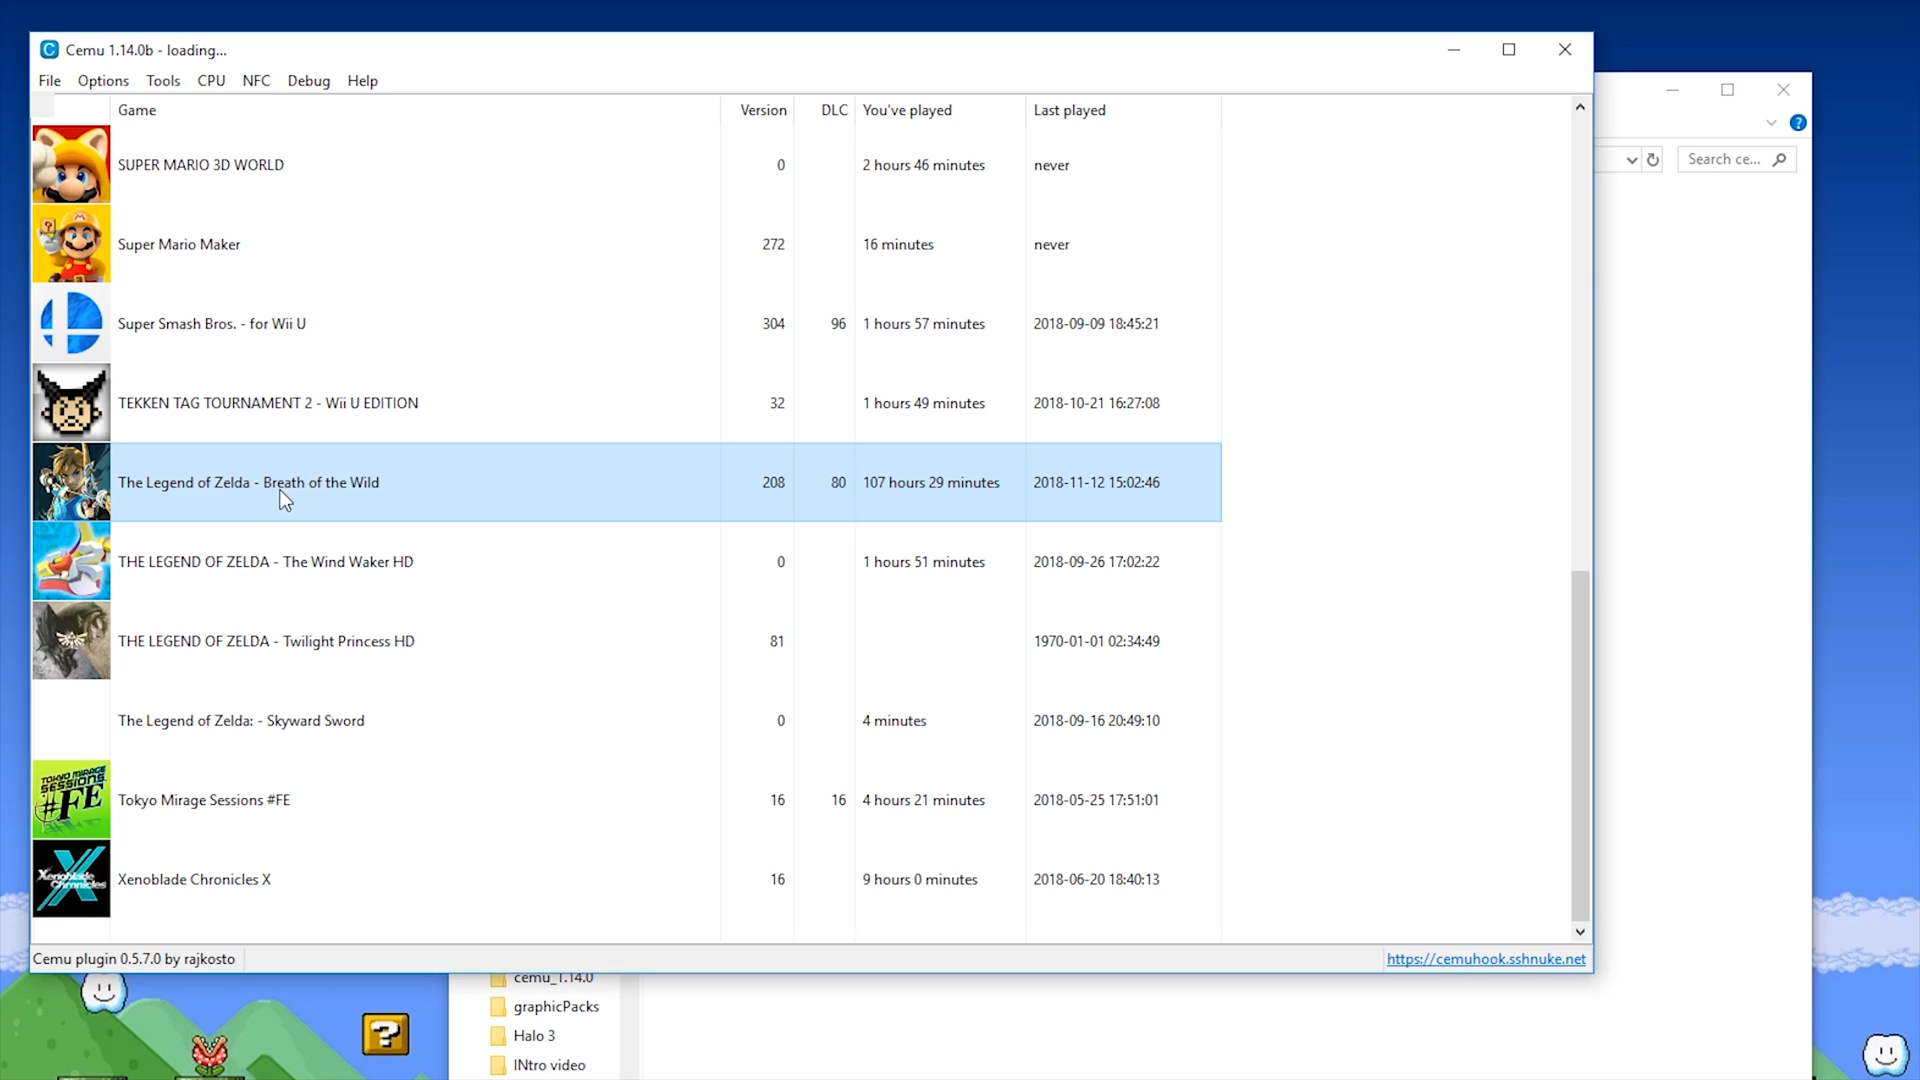 Cemu 1.14.0b - loading...
File Options Tools CPU NFC Debug Help
Game Version DLC You've played Last played
SUPER MARIO 3D WORLD 0 2 hours 46 minutes never
Super Mario Maker 272 16 minutes never
Super Smash Bros. - for Wii U 304 96 1 hours 57 minutes 2018-09-09 18:45:21
TEKKEN TAG TOURNAMENT 2 - Wii U EDITION 32 1 hours 49 minutes 2018-10-21 16:27:08
The Legend of Zelda - Breath of the Wild 208 80 107 hours 29 minutes 2018-11-12 15:02:46
THE LEGEND OF ZELDA - The Wind Waker HD 0 1 hours 51 minutes 2018-09-26 17:02:22
THE LEGEND OF ZELDA - Twilight Princess HD 81 1970-01-01 02:34:49
The Legend of Zelda: - Skyward Sword 0 4 minutes 2018-09-16 20:49:10
TOKYO MIRAGE
SESSIONS
#FE
Tokyo Mirage Sessions #FE 16 16 4 hours 21 minutes 2018-05-25 17:51:01
Xenoblade
Chronicles
X
Xenoblade Chronicles X 16 9 hours 0 minutes 2018-06-20 18:40:13
Cemu plugin 0.5.7.0 by rajkosto
https://cemuhook.sshnuke.net
Search ce...
cemu_1.14.0
graphicPacks
Halo 3
INtro video